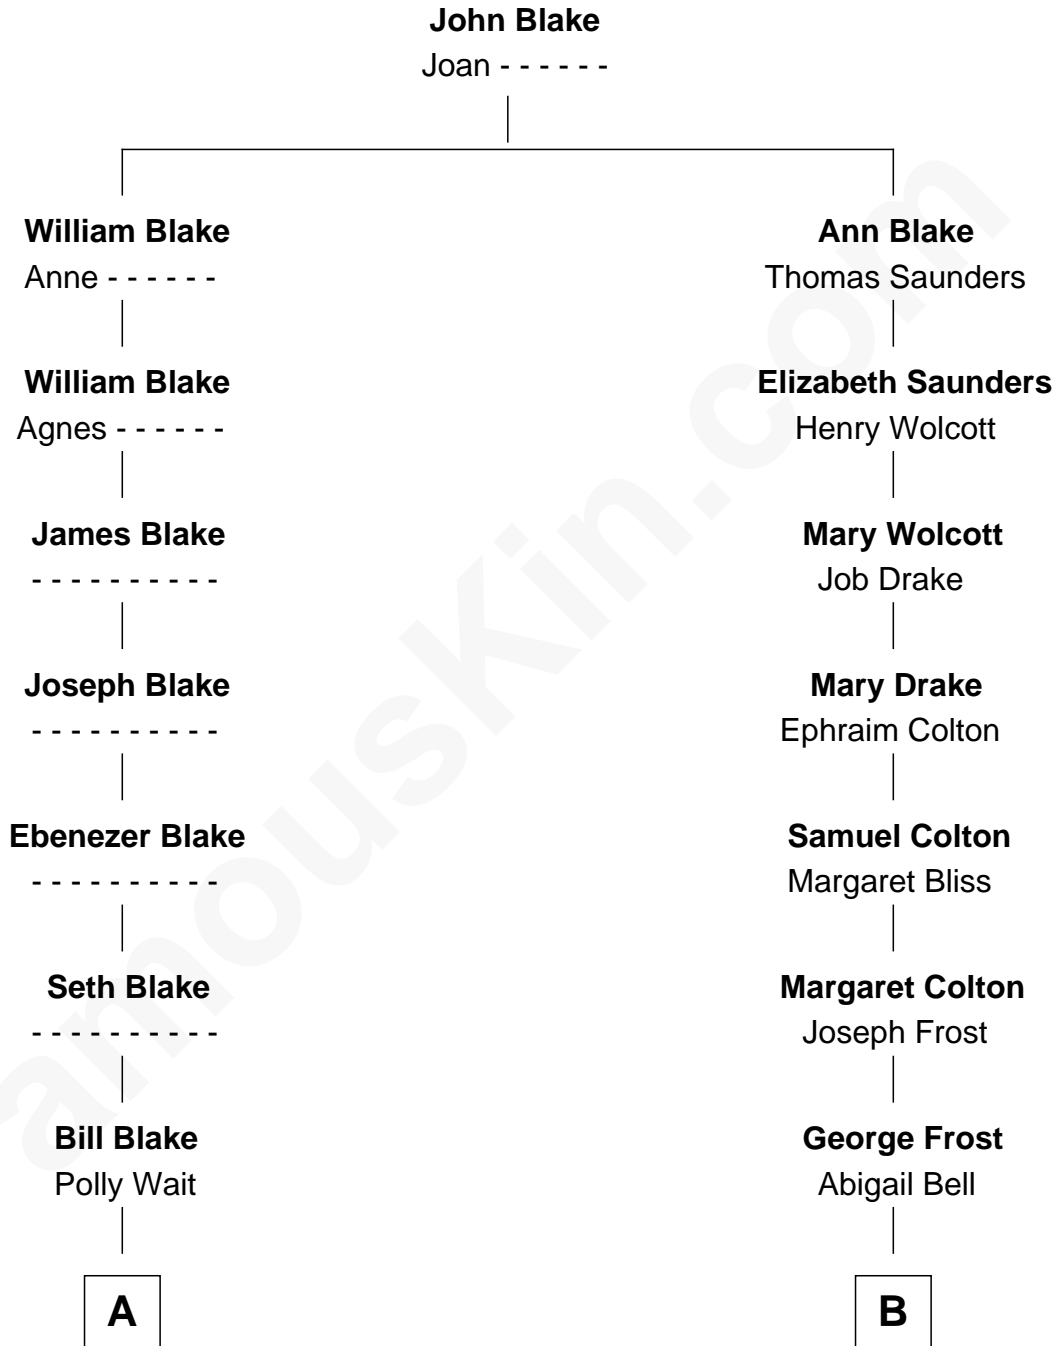 John Blake
Joan - - - - - -
William Blake
Anne - - - - - -
Ann Blake
Thomas Saunders
William Blake
Agnes - - - - - -
Elizabeth Saunders
Henry Wolcott
James Blake
- - - - - - - - - -
Mary Wolcott
Job Drake
Joseph Blake
- - - - - - - - - -
Mary Drake
Ephraim Colton
Ebenezer Blake
- - - - - - - - - -
Samuel Colton
Margaret Bliss
Seth Blake
- - - - - - - - - -
Margaret Colton
Joseph Frost
Bill Blake
Polly Wait
George Frost
Abigail Bell
A
B
amouskin.com